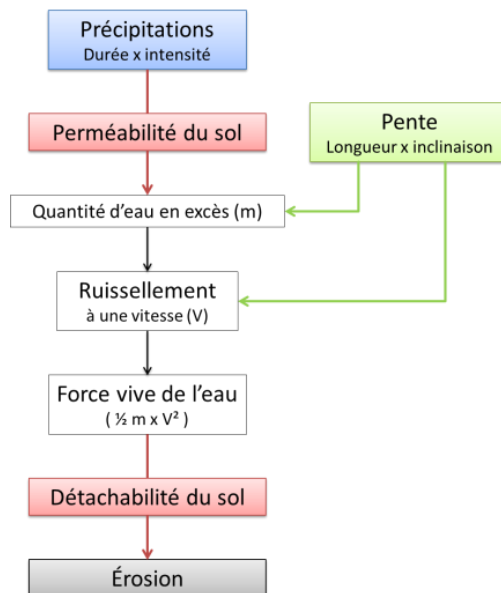 Précipitations
Durée x intensité
Perméabilité du sol
Pente
Longueur x inclinaison
Quantité d'eau en excès (m)
Ruissellement
à une vitesse (V)
Force vive de l'eau
( ½ m x V² )
Détachabilité du sol
Érosion